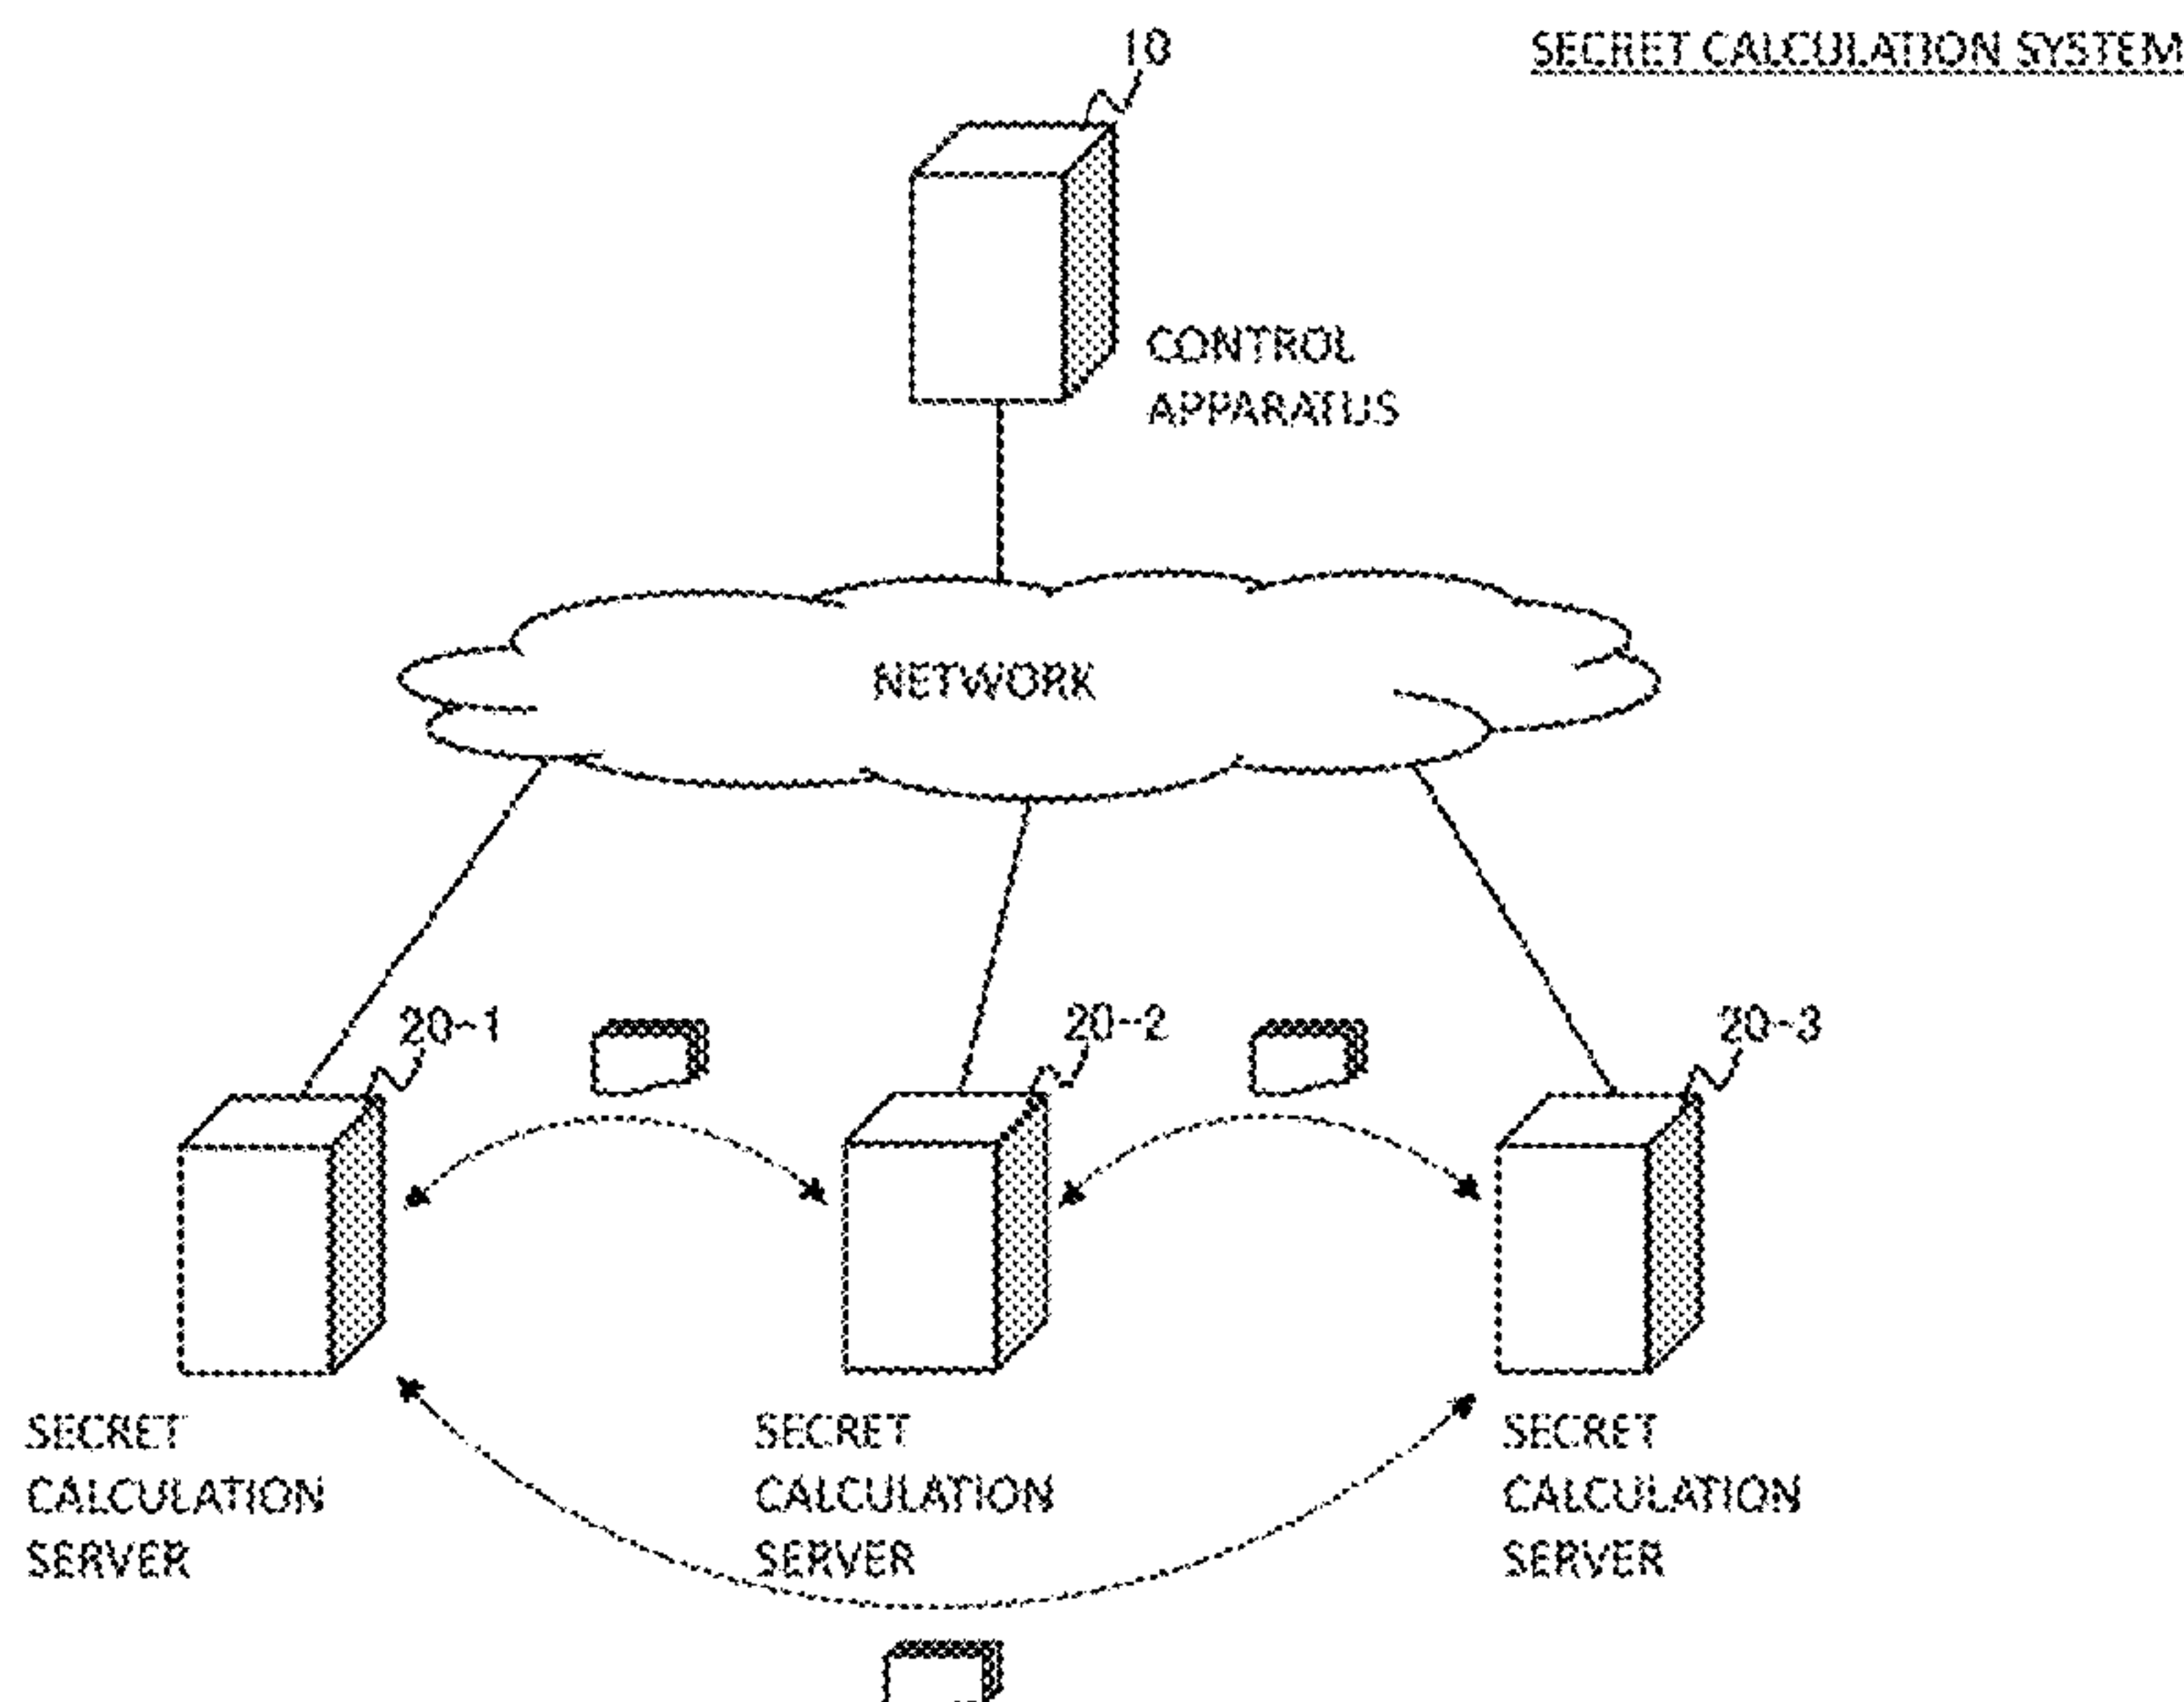 10
SECRET CALCULATION SYSTEM
CONTROL
APPARATUS
NETWORK
20-1
20-2
20-3
SECRET
CALCULATION
SERVER
SECRET
CALCULATION
SERVER
SECRET
CALCULATION
SERVER